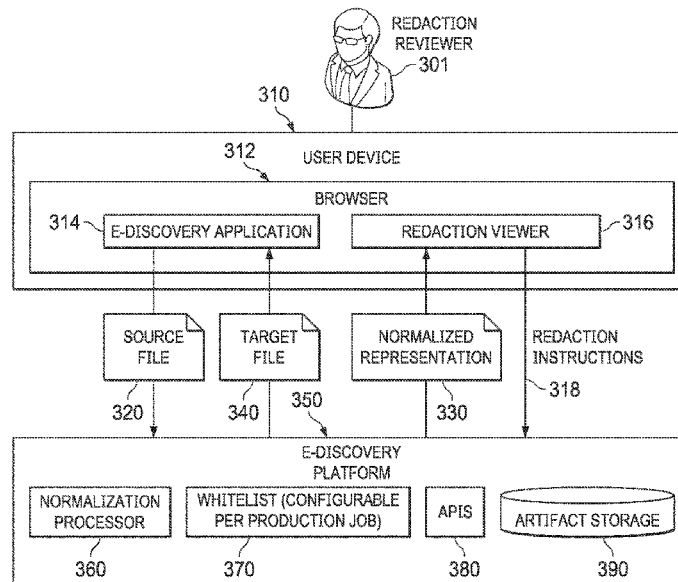 REDACTION
REVIEWER
301
310
USER DEVICE
312
BROWSER
314
E-DISCOVERY APPLICATION
REDACTION VIEWER
316
SOURCE
FILE
TARGET
FILE
NORMALIZED
REPRESENTATION
REDACTION
INSTRUCTIONS
320
340
350
330
318
E-DISCOVERY
PLATFORM
NORMALIZATION
PROCESSOR
WHITELIST (CONFIGURABLE
PER PRODUCTION JOB)
APIS
ARTIFACT STORAGE
360
370
380
390